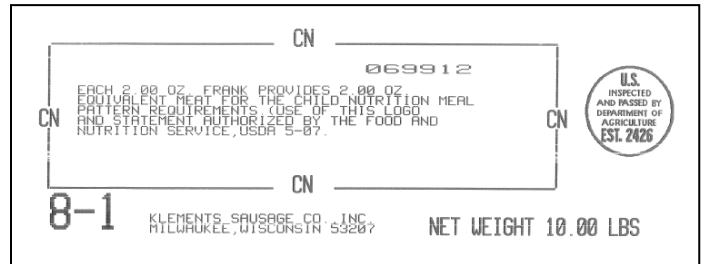 CN
069912
EACH 2.00 OZ. FRANK PROVIDES 2.00 OZ
EQUIVALENT MEAT FOR THE CHILD NUTRITION MEAL
PATTERN REQUIREMENTS (USE OF THIS LOGO
AND STATEMENT AUTHORIZED BY THE FOOD AND
NUTRITION SERVICE,USDA 5-07.
CN
CN
CN
U.S.
INSPECTED
AND PASSED BY
DEPARTMENT OF
AGRICULTURE
EST. 2426
8-1
KLEMENTS SAUSAGE CO. INC.
MILWAUKEE,WISCONSIN 53207
NET WEIGHT 10.00 LBS